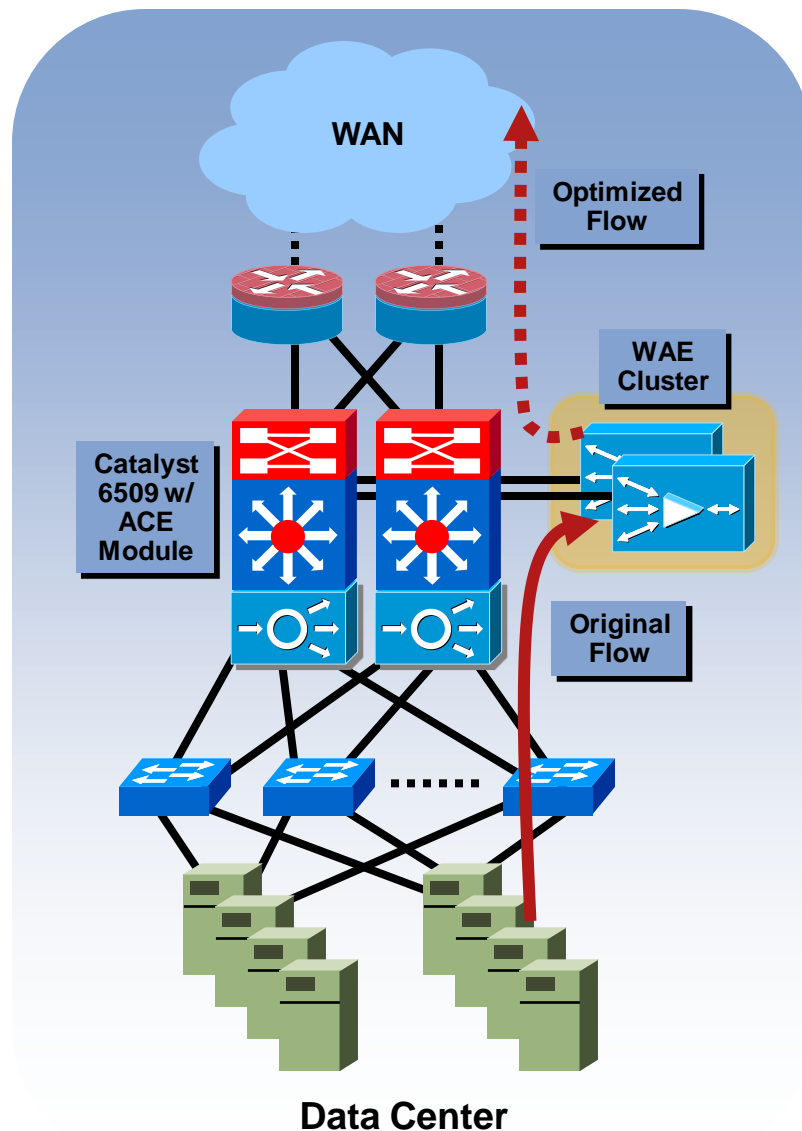 WAN
Optimized
Flow
WAE
Cluster
Catalyst
6509 w/
ACE
Module
Original
Flow
Data Center